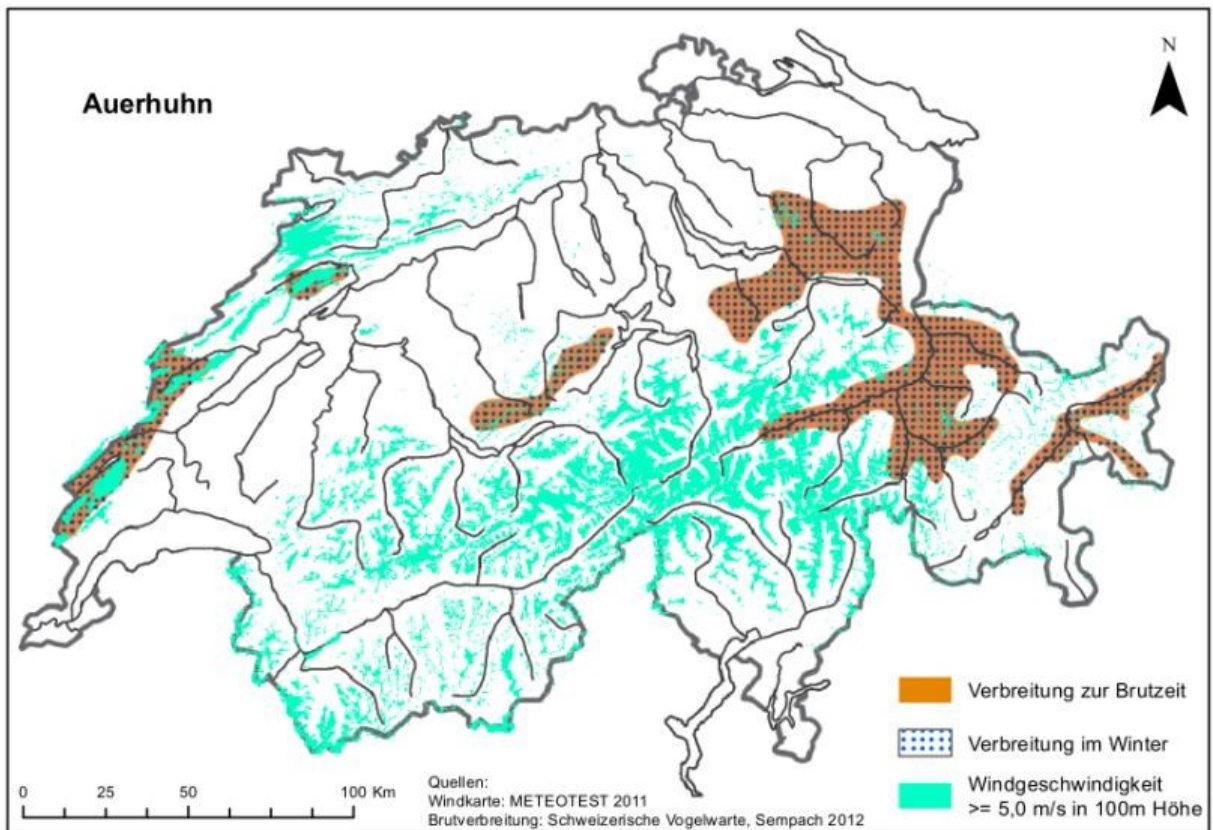 Auerhuhn
N
Verbreitung zur Brutzeit
Verbreitung im Winter
Windgeschwindigkeit
>= 5,0 m/s in 100m Höhe
0 25 50 100 Km
Quellen:
Windkarte: METEOTEST 2011
Brutverbreitung: Schweizerische Vogelwarte, Sempach 2012